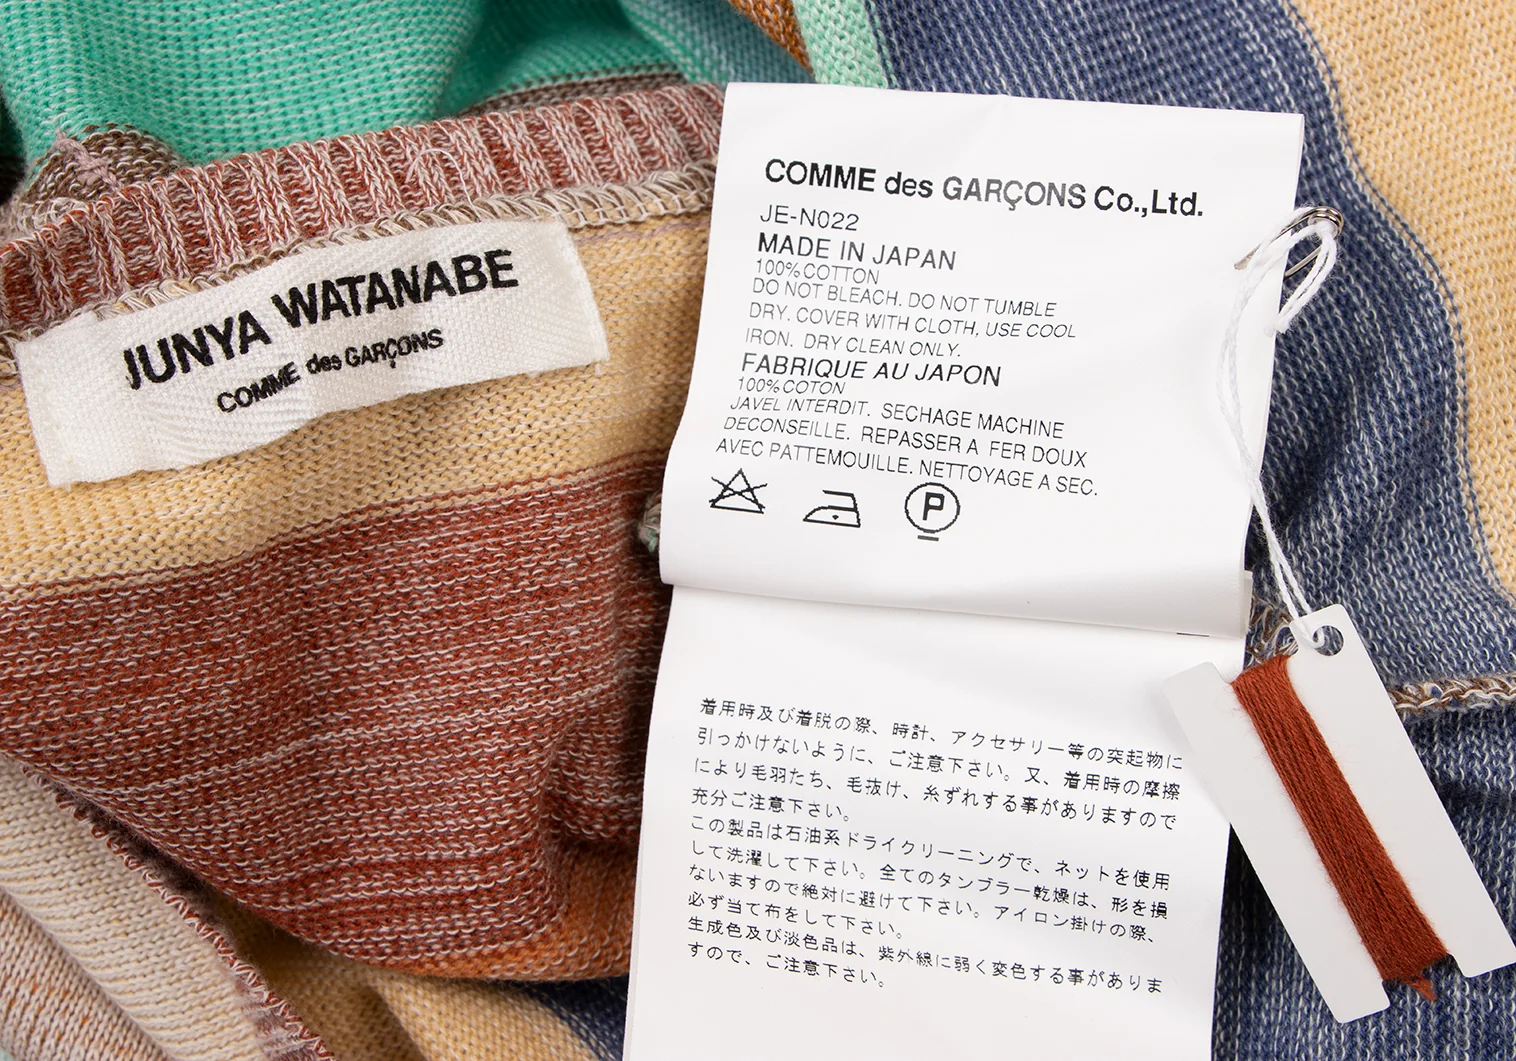 JUNYA WATANABE
COMME des GARÇONS
COMME des GARÇONS Co.,Ltd.
JE-N022
MADE IN JAPAN
100%COTTON
DO NOT BLEACH. DO NOT TUMBLE
DRY. COVER WITH CLOTH, USE COOL
IRON. DRY CLEAN ONLY.
FABRIQUE AU JAPON
100%COTON
JAVEL INTERDIT. SECHAGE MACHINE
DECONSEILLE. REPASSER A FER DOUX
AVEC PATTEMOUILLE. NETTOYAGE A SEC.
P
着用時及び着脱の際、時計、アクセサリー等の突起物に
引っかけないように、ご注意下さい。又、着用時の摩擦
により毛羽たち、毛抜け、糸ずれする事がありますので
充分ご注意下さい。
この製品は石油系ドライクリーニングで、ネットを使用
して洗濯して下さい。全てのタンブラー乾燥は、形を損
ないますので絶対に避けて下さい。アイロン掛けの際、
必ず当て布をして下さい。
生成色及び淡色品は、紫外線に弱く変色する事がありま
すので、ご注意下さい。